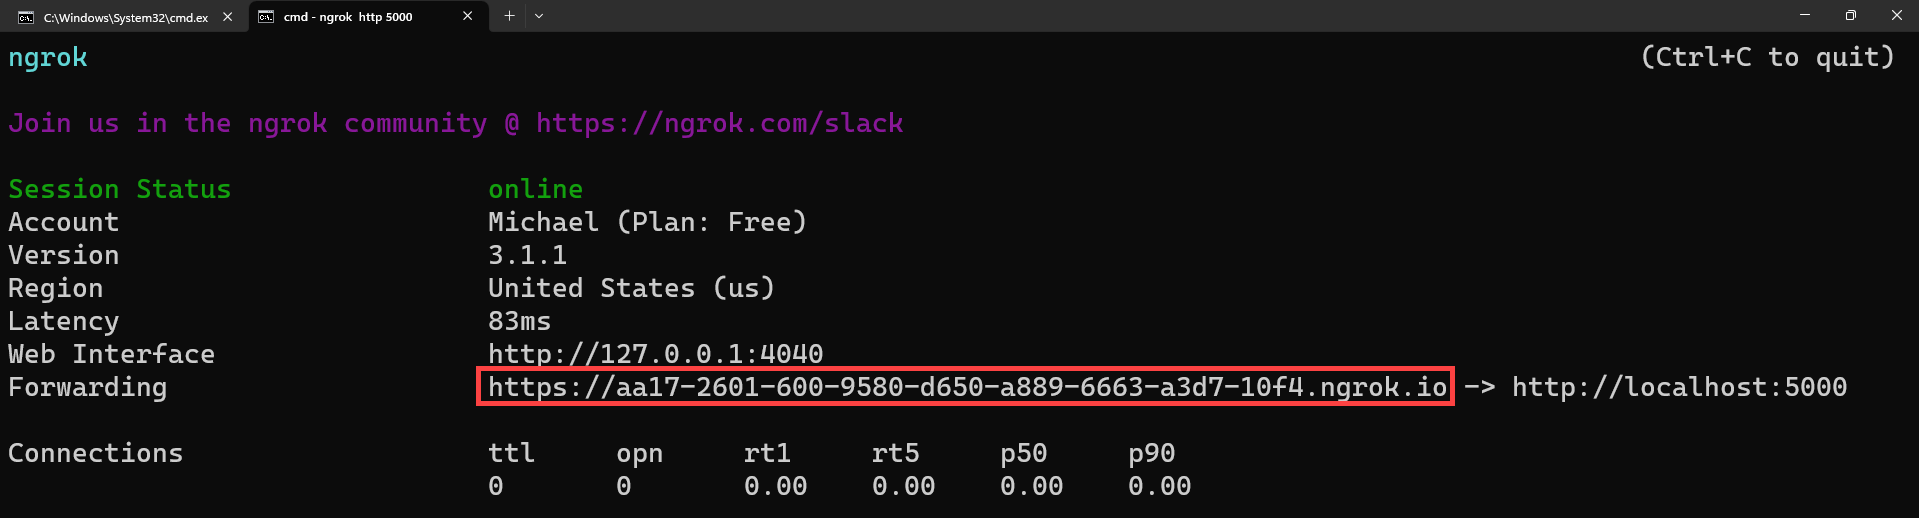 C:\Windows\System32\cmd.ex
cmd - ngrok  http 5000
ngrok (Ctrl+C to quit)
Join us in the ngrok community @ https://ngrok.com/slack
Session Status online
Account Michael (Plan: Free)
Version 3.1.1
Region United States (us)
Latency 83ms
Web Interface http://127.0.0.1:4040
Forwarding https://aa17-2601-600-9580-d650-a889-6663-a3d7-10f4.ngrok.io -> http://localhost:5000
Connections ttl opn rt1 rt5 p50 p90
0 0 0.00 0.00 0.00 0.00